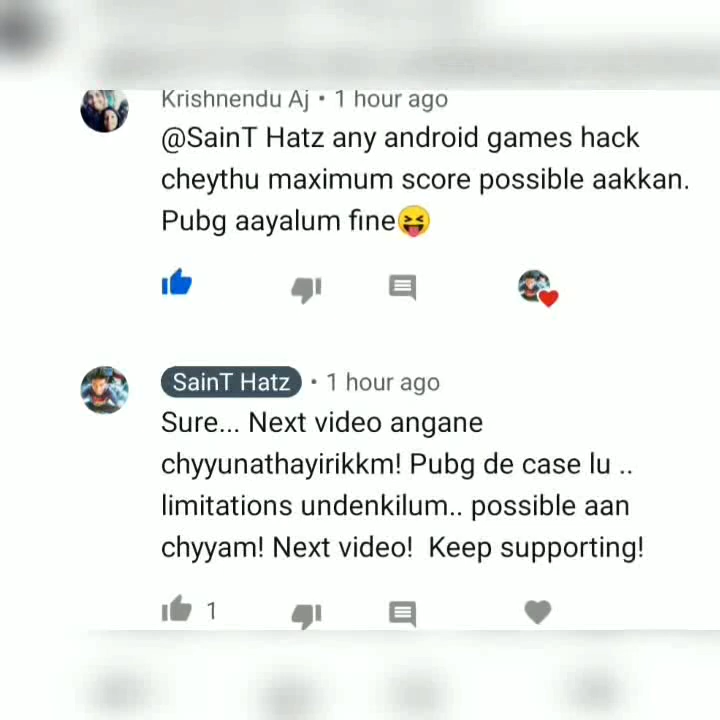 Krishnendu Aj • 1 hour ago
@SainT Hatz any android games hack
cheythu maximum score possible aakkan.
Pubg aayalum fine😝
SainT Hatz • 1 hour ago
Sure... Next video angane
chyyunathayirikkm! Pubg de case lu ..
limitations undenkilum.. possible aan
chyyam! Next video! Keep supporting!
1